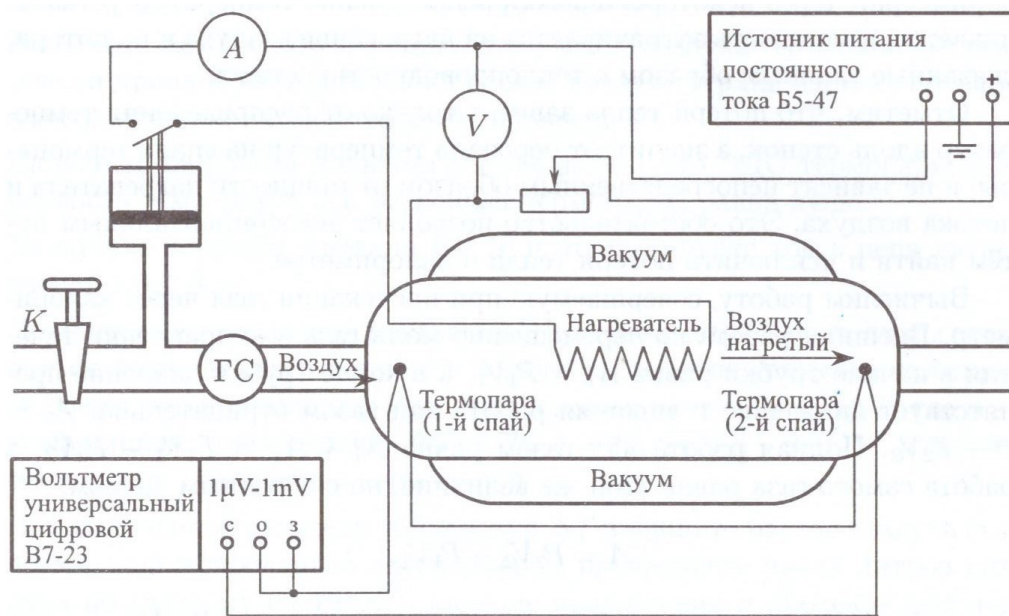 A
V
Источник питания
постоянного
тока Б5-47
- +
K
ГС
Воздух
Вакуум
Нагреватель
Воздух
нагретый
Термопара
(1-й спай)
Термопара
(2-й спай)
Вакуум
Вольтметр
универсальный
цифровой
В7-23
1μV-1mV
с о з